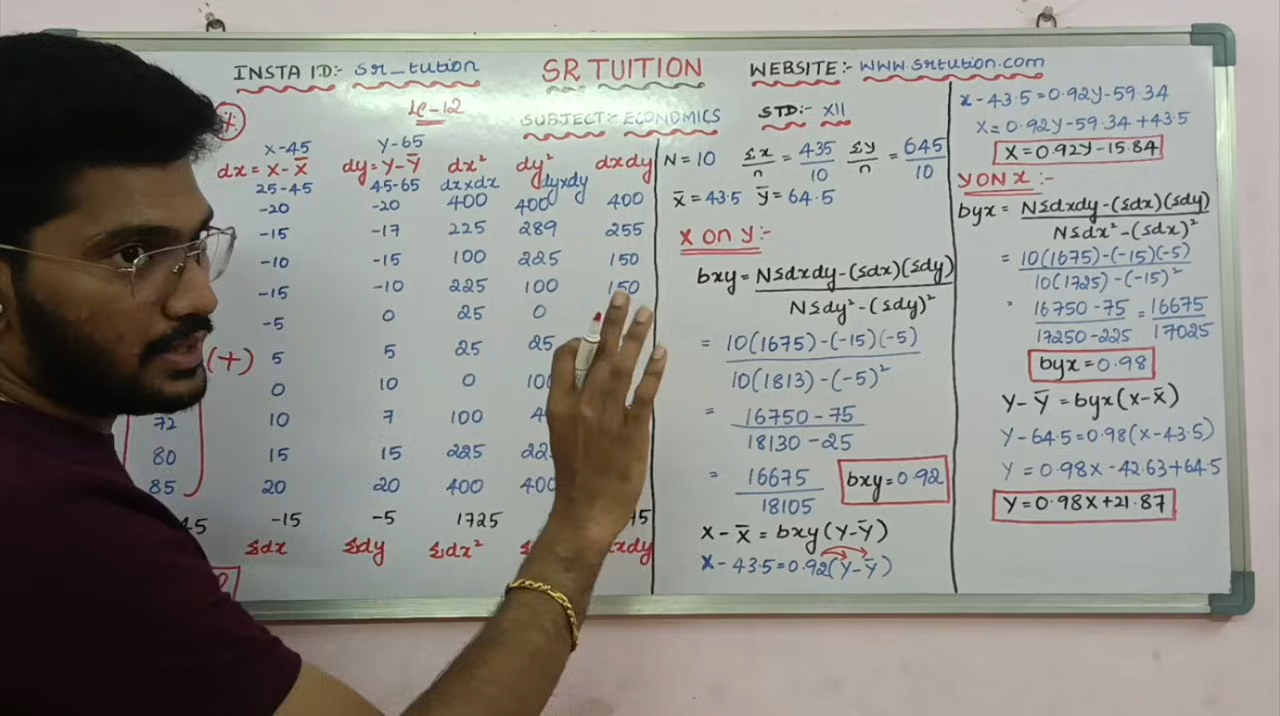 INSTA ID:- sr_tution SR TUITION WEBSITE:- www.srtution.com
LC-12
SUBJECT:- ECONOMICS STD:- XII
x-45 Y-65
dx = x-x̄ dy = Y-Ȳ dx² dy² dxdy
25-45 45-65 dxxdx dyxdy
-20 -20 400 400 400
-15 -17 225 289 255
-10 -15 100 225 150
-15 -10 225 100 150
-5 0 25 0
(+) 5 5 25 25
0 10 0 100
72 10 7 100
80 15 15 225
85 20 20 400 400
-15 -5 1725
Σdx Σdy Σdx²
N = 10 Σx/n = 435/10 Σy/n = 645/10
x̄ = 43.5 ȳ = 64.5
X ON Y:-
bxy = NΣdxdy-(Σdx)(Σdy) / NΣdy²-(Σdy)²
= 10(1675)-(-15)(-5) / 10(1813)-(-5)²
= 16750-75 / 18130-25
= 16675 / 18105 bxy = 0.92
X-X̄ = bxy(Y-Ȳ)
X-43.5=0.92(Y-Ȳ)
x-43.5=0.92y-59.34
X=0.92Y-59.34+43.5
X=0.92Y-15.84
Y ON X:-
byx = NΣdxdy-(Σdx)(Σdy) / NΣdx²-(Σdx)²
= 10(1675)-(-15)(-5) / 10(1725)-(-15)²
= 16750-75 / 17250-225 = 16675 / 17025
byx = 0.98
Y-Ȳ =byx(X-X̄)
Y-64.5=0.98(X-43.5)
Y = 0.98X-42.63+64.5
Y=0.98X+21.87